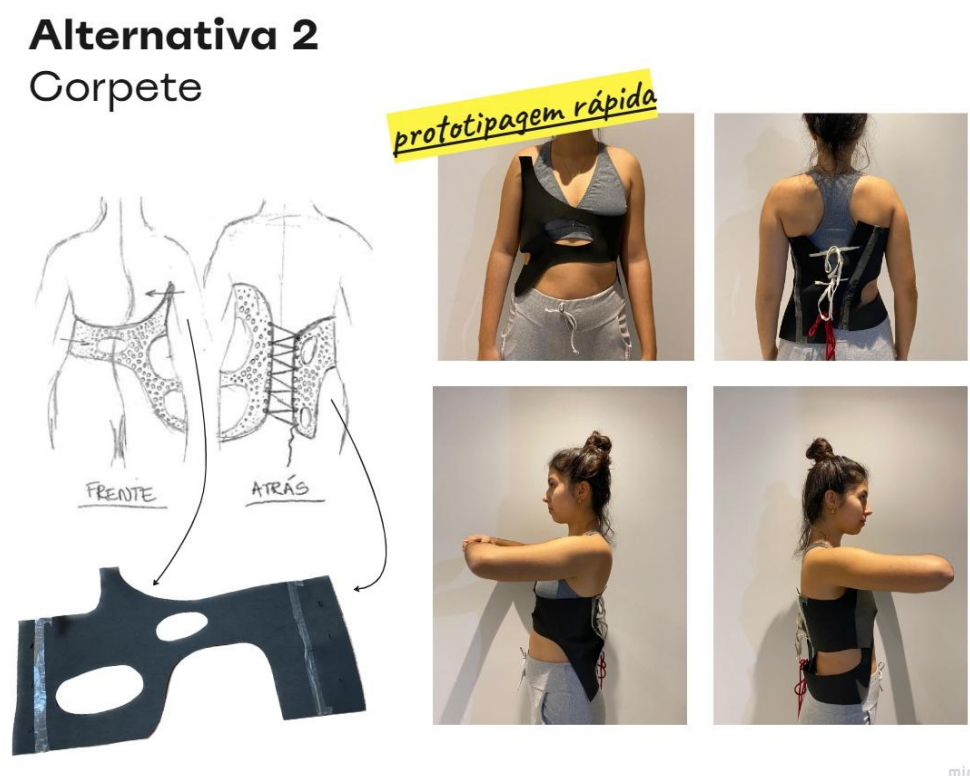 Alternativa 2
Corpete
prototipagem rápida
FRENTE
ATRÁS